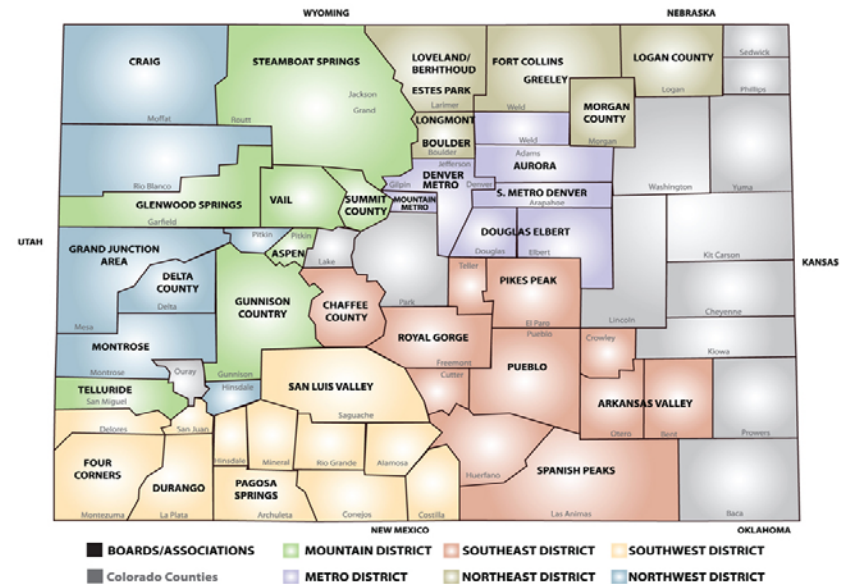 WYOMING
NEBRASKA
CRAIG
STEAMBOAT SPRINGS
LOVELAND/
BERHTHOUD
ESTES PARK
Larimer
FORT COLLINS
GREELEY
Weld
LOGAN COUNTY
Logan
Sedwick
Phillips
Jackson
Grand
Moffat
Routt
MORGAN
COUNTY
Morgan
LONGMONT
BOULDER
Boulder
Weld
Adams
AURORA
Jefferson
DENVER
METRO
Denver
Gilpin
MOUNTAIN
METRO
S. METRO DENVER
Arapahoe
Washington
Yuma
Rio Blanco
GLENWOOD SPRINGS
Garfield
VAIL
SUMMIT
COUNTY
UTAH
GRAND JUNCTION
AREA
Pitkin
Pitkin
ASPEN
Lake
DOUGLAS ELBERT
Douglas
Elbert
Kit Carson
KANSAS
DELTA
COUNTY
Delta
Mesa
GUNNISON
COUNTRY
Gunnison
CHAFFEE
COUNTY
Park
Teller
PIKES PEAK
El Paro
Lincoln
Cheyenne
MONTROSE
Montrose
Ouray
ROYAL GORGE
Fremont
Pueblo
PUEBLO
Crowley
Kiowa
TELLURIDE
San Miguel
Hinsdale
SAN LUIS VALLEY
Saguache
Cutter
ARKANSAS VALLEY
Otero
Bent
Prowers
Delores
San Juan
FOUR
CORNERS
Montezuma
DURANGO
La Plata
Hinsdale
Mineral
Rio Grande
Alamosa
PAGOSA
SPRINGS
Archuleta
Conejos
Costilla
Huerfano
SPANISH PEAKS
Las Animas
Baca
NEW MEXICO
OKLAHOMA
BOARDS/ASSOCIATIONS
MOUNTAIN DISTRICT
SOUTHEAST DISTRICT
SOUTHWEST DISTRICT
Colorado Counties
METRO DISTRICT
NORTHEAST DISTRICT
NORTHWEST DISTRICT